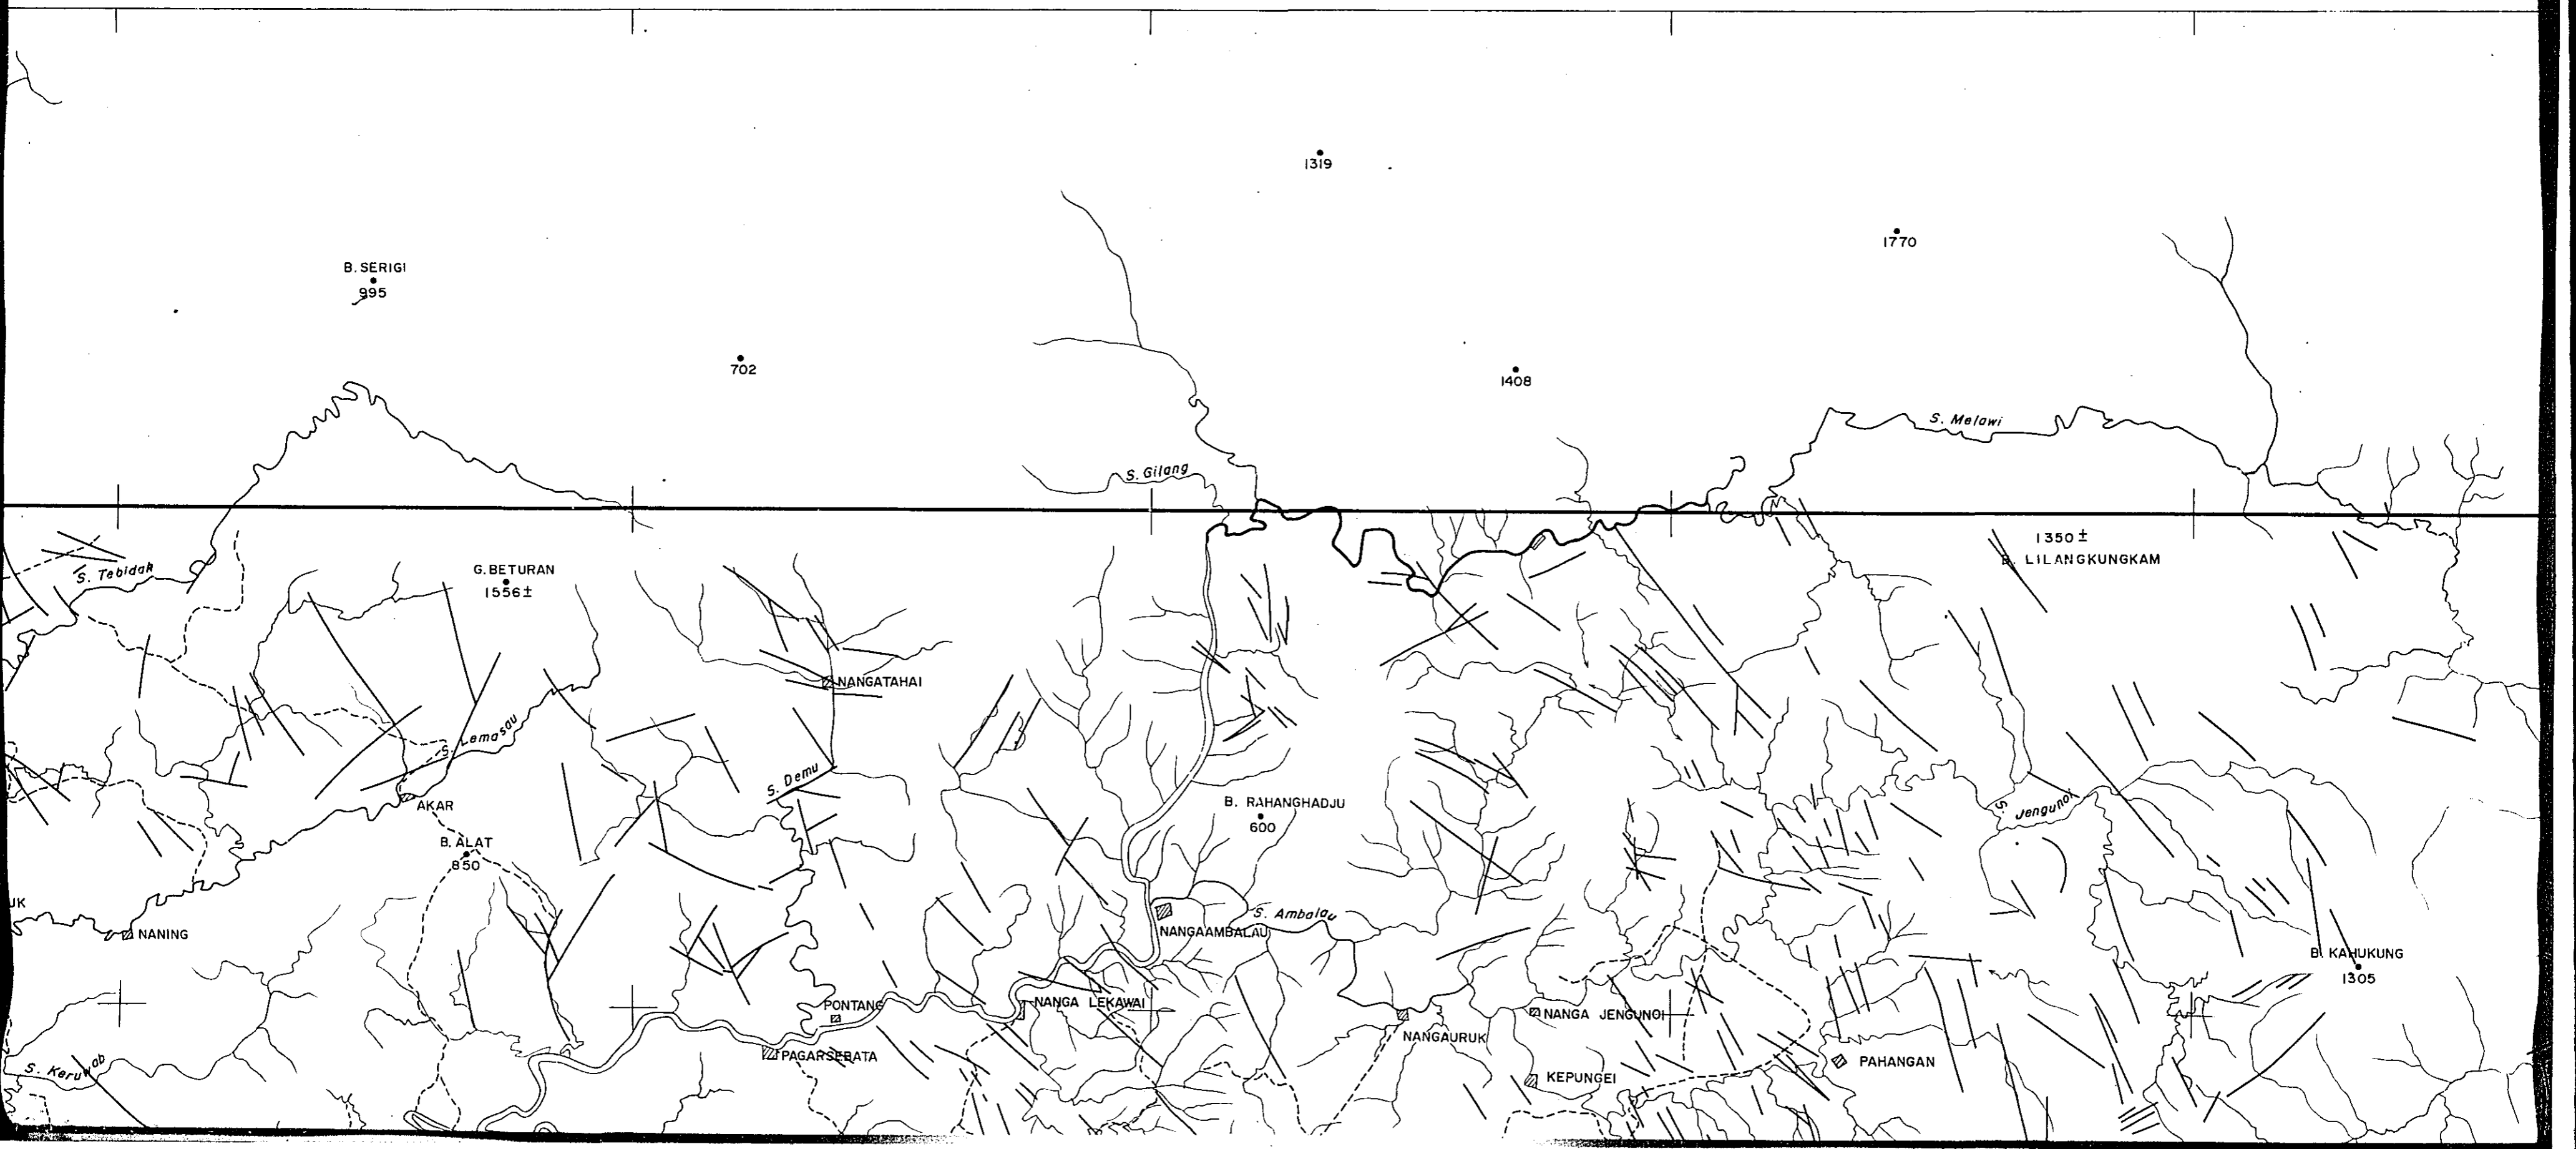 1319
1770
B. SERIGI
995
702
1408
S. Melawi
S. Gilang
1350 ±
B. LILANGKUNGKAM
S. Tebidah
G. BETURAN
1556 ±
NANGATAHAI
S. Lemasau
S. Demu
AKAR
B. RAHANGHADJU
600
S. Jengunoi
B. ALAT
850
UK
S. Ambalau
NANING
NANGAAMBALAU
B. KAHUKUNG
1305
PONTANG
NANGA LEKAWAI
NANGA JENGUNOI
NANGAURUK
PAGARSEBATA
PAHANGAN
S. Keruwab
KEPUNGEI